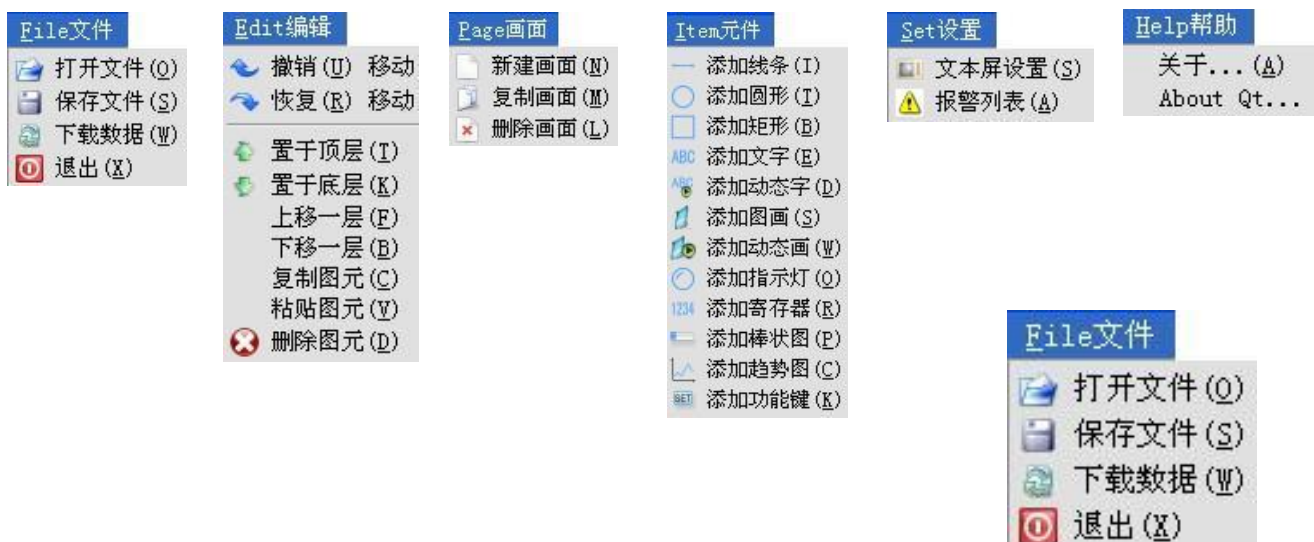 File文件
打开文件(O)
保存文件(S)
下载数据(W)
退出(X)
Edit编辑
撤销(U) 移动
恢复(R) 移动
置于顶层(T)
置于底层(K)
上移一层(F)
下移一层(B)
复制图元(C)
粘贴图元(V)
删除图元(D)
Page画面
新建画面(N)
复制画面(M)
删除画面(L)
Item元件
添加线条(I)
添加圆形(I)
添加矩形(B)
ABC 添加文字(E)
ABC 添加动态字(D)
添加图画(S)
添加动态画(W)
添加指示灯(O)
1234 添加寄存器(R)
添加棒状图(P)
添加趋势图(C)
SET 添加功能键(K)
Set设置
文本屏设置(S)
报警列表(A)
Help帮助
关于...(A)
About Qt...
File文件
打开文件(O)
保存文件(S)
下载数据(W)
退出(X)